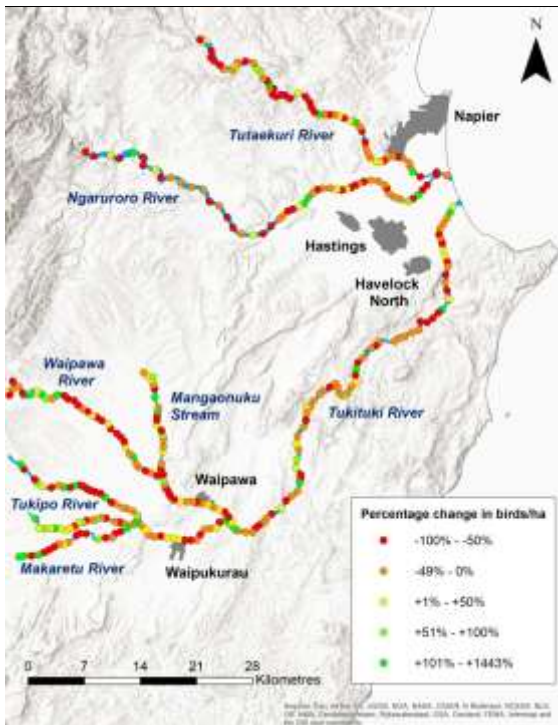 N
Napier
Tutaekuri River
Ngaruroro River
Hastings
Havelock
North
Waipawa
River
Mangaonuku
Stream
Tukituki River
Waipawa
Tukipo River
Makaretu River
Waipukurau
Percentage change in birds/ha
-100% - -50%
-49% - 0%
+1% - +50%
+51% - +100%
+101% - +1443%
0 7 14 21 28
Kilometres